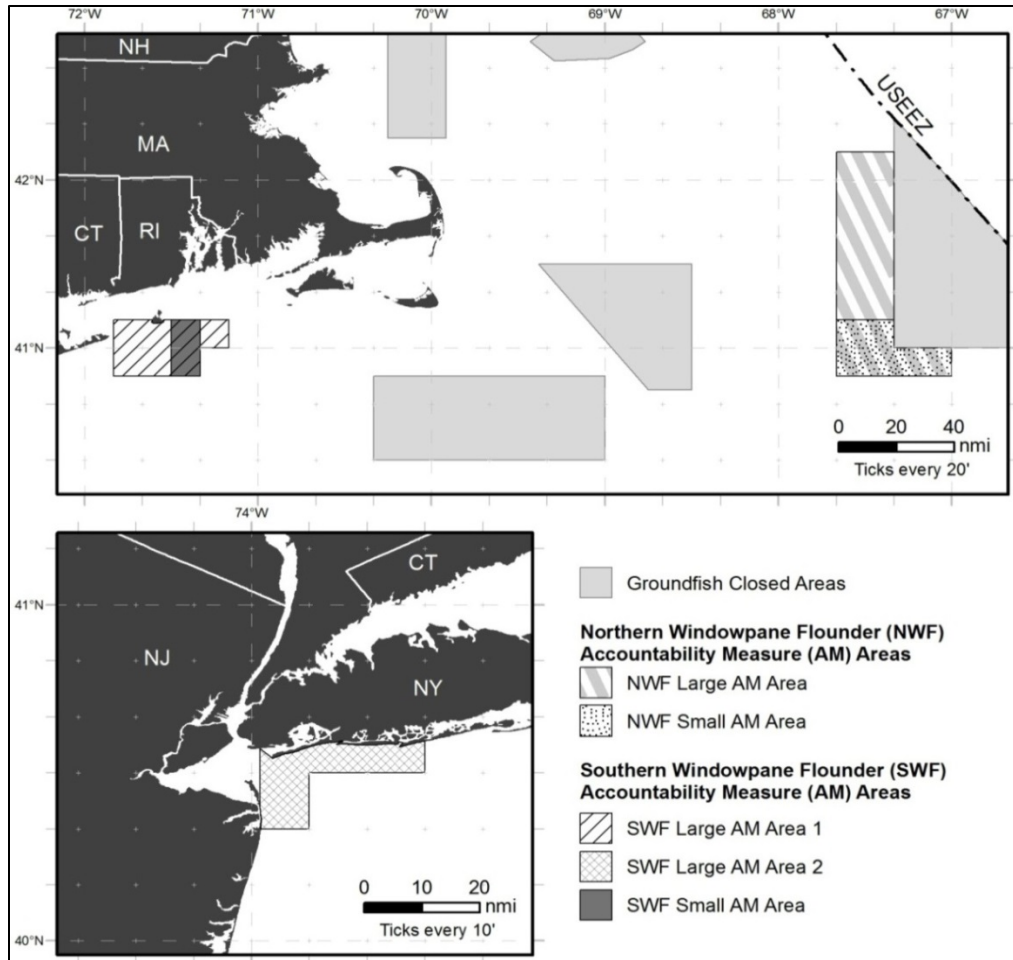 72°W 71°W 70°W 69°W 68°W 67°W
NH
USEEZ
MA
42°N
CT
RI
41°N
0 20 40
nmi
Ticks every 20'
74°W
CT
41°N
NJ
NY
0 10 20
nmi
Ticks every 10'
40°N
Groundfish Closed Areas
Northern Windowpane Flounder (NWF)
Accountability Measure (AM) Areas
NWF Large AM Area
NWF Small AM Area
Southern Windowpane Flounder (SWF)
Accountability Measure (AM) Areas
SWF Large AM Area 1
SWF Large AM Area 2
SWF Small AM Area